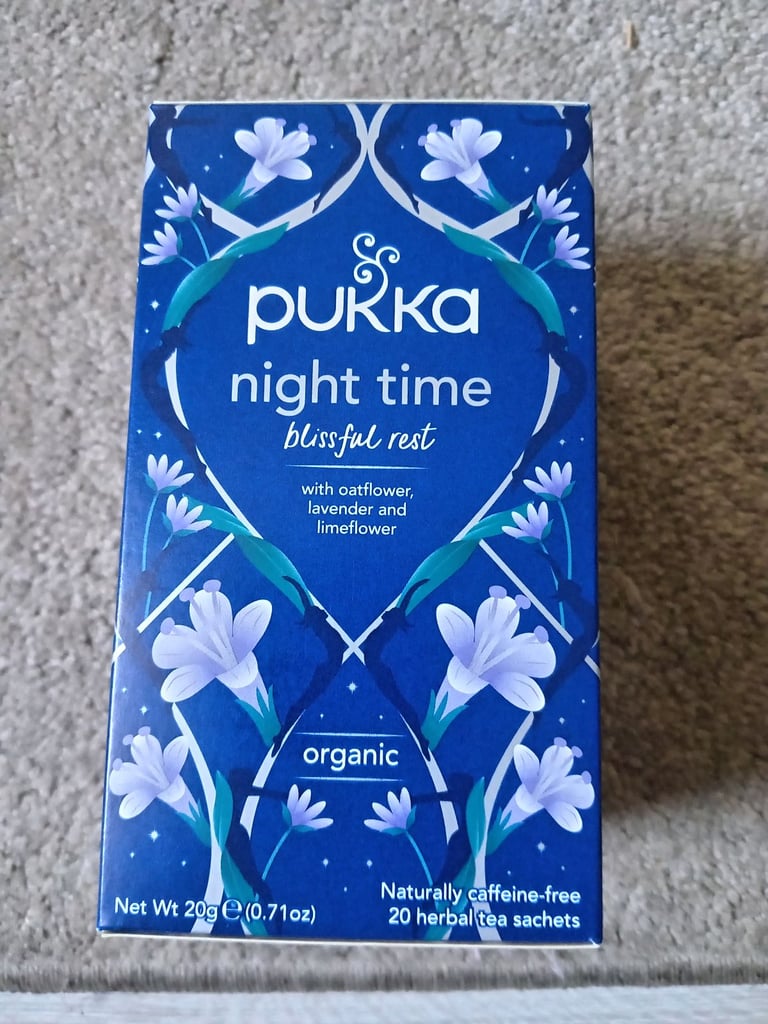 pukka
night time
blissful rest
with oatflower,
lavender and
limeflower
organic
Net Wt 20g ℮ (0.71oz)
Naturally caffeine-free
20 herbal tea sachets